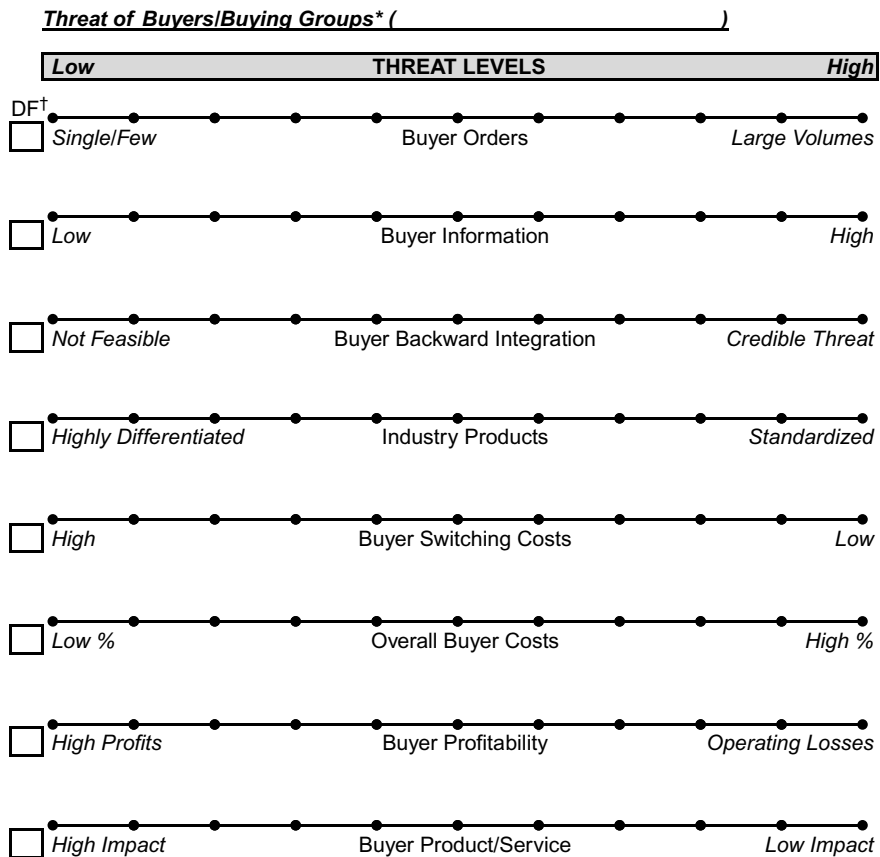 Threat of Buyers/Buying Groups* ( )
Low THREAT LEVELS High
DF†
Single/Few Buyer Orders Large Volumes
Low Buyer Information High
Not Feasible Buyer Backward Integration Credible Threat
Highly Differentiated Industry Products Standardized
High Buyer Switching Costs Low
Low % Overall Buyer Costs High %
High Profits Buyer Profitability Operating Losses
High Impact Buyer Product/Service Low Impact